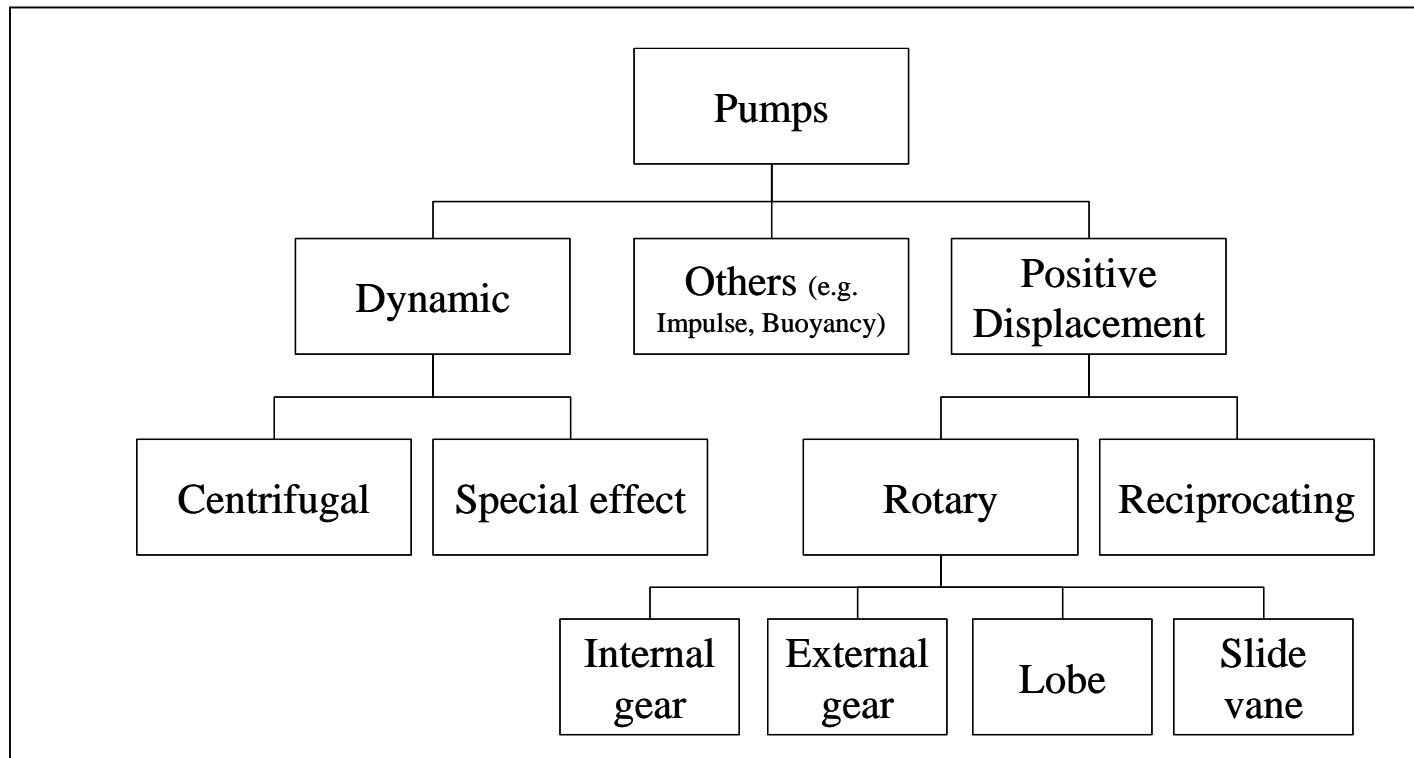 Pumps
Dynamic
Others (e.g.
Impulse, Buoyancy)
Positive
Displacement
Centrifugal
Special effect
Rotary
Reciprocating
Internal
gear
External
gear
Lobe
Slide
vane